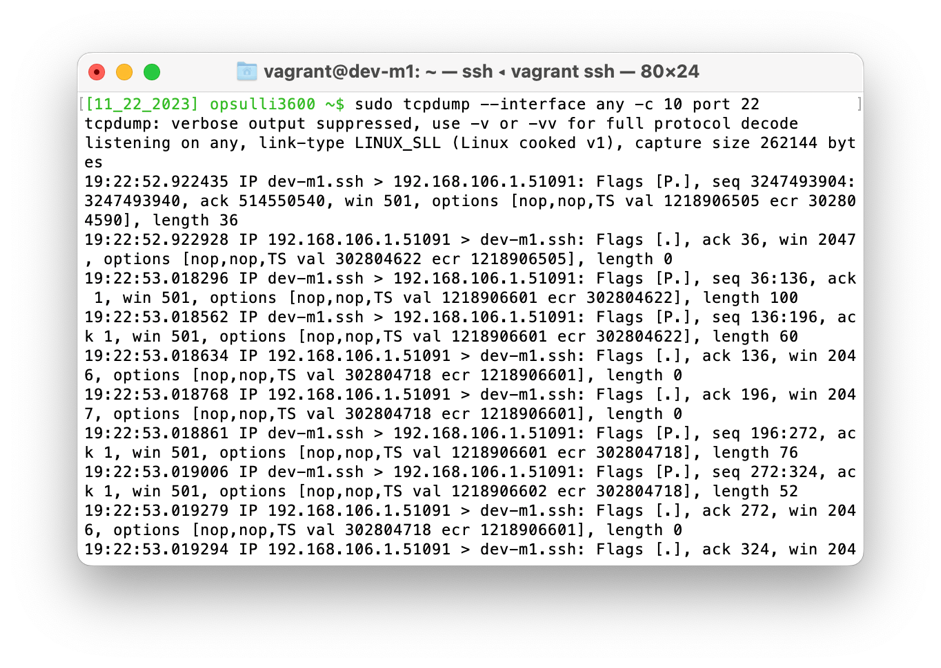 vagrant@dev-m1: ~ — ssh ◂ vagrant ssh — 80×24
[[11_22_2023] opsulli3600 ~$ sudo tcpdump --interface any -c 10 port 22 ]
tcpdump: verbose output suppressed, use -v or -vv for full protocol decode
listening on any, link-type LINUX_SLL (Linux cooked v1), capture size 262144 byt
es
19:22:52.922435 IP dev-m1.ssh > 192.168.106.1.51091: Flags [P.], seq 3247493904:
3247493940, ack 514550540, win 501, options [nop,nop,TS val 1218906505 ecr 30280
4590], length 36
19:22:52.922928 IP 192.168.106.1.51091 > dev-m1.ssh: Flags [.], ack 36, win 2047
, options [nop,nop,TS val 302804622 ecr 1218906505], length 0
19:22:53.018296 IP dev-m1.ssh > 192.168.106.1.51091: Flags [P.], seq 36:136, ack
 1, win 501, options [nop,nop,TS val 1218906601 ecr 302804622], length 100
19:22:53.018562 IP dev-m1.ssh > 192.168.106.1.51091: Flags [P.], seq 136:196, ac
k 1, win 501, options [nop,nop,TS val 1218906601 ecr 302804622], length 60
19:22:53.018634 IP 192.168.106.1.51091 > dev-m1.ssh: Flags [.], ack 136, win 204
6, options [nop,nop,TS val 302804718 ecr 1218906601], length 0
19:22:53.018768 IP 192.168.106.1.51091 > dev-m1.ssh: Flags [.], ack 196, win 204
7, options [nop,nop,TS val 302804718 ecr 1218906601], length 0
19:22:53.018861 IP dev-m1.ssh > 192.168.106.1.51091: Flags [P.], seq 196:272, ac
k 1, win 501, options [nop,nop,TS val 1218906601 ecr 302804718], length 76
19:22:53.019006 IP dev-m1.ssh > 192.168.106.1.51091: Flags [P.], seq 272:324, ac
k 1, win 501, options [nop,nop,TS val 1218906602 ecr 302804718], length 52
19:22:53.019279 IP 192.168.106.1.51091 > dev-m1.ssh: Flags [.], ack 272, win 204
6, options [nop,nop,TS val 302804718 ecr 1218906601], length 0
19:22:53.019294 IP 192.168.106.1.51091 > dev-m1.ssh: Flags [.], ack 324, win 204